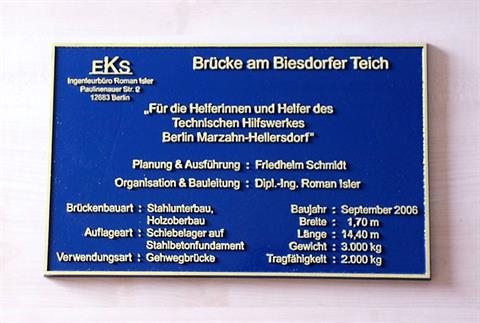 EKS
Ingenieurbüro Roman Isler
Paulinenauer Str. 2
12683 Berlin
Brücke am Biesdorfer Teich
„Für die Helferinnen und Helfer des
Technischen Hilfswerkes
Berlin Marzahn-Hellersdorf“
Planung & Ausführung : Friedhelm Schmidt
Organisation & Bauleitung : Dipl.-Ing. Roman Isler
Brückenbauart : Stahlunterbau,
Holzoberbau
Auflageart : Schiebelager auf
Stahlbetonfundament
Verwendungsart : Gehwegbrücke
Baujahr : September 2006
Breite : 1,70 m
Länge : 14,40 m
Gewicht : 3.000 kg
Tragfähigkeit : 2.000 kg